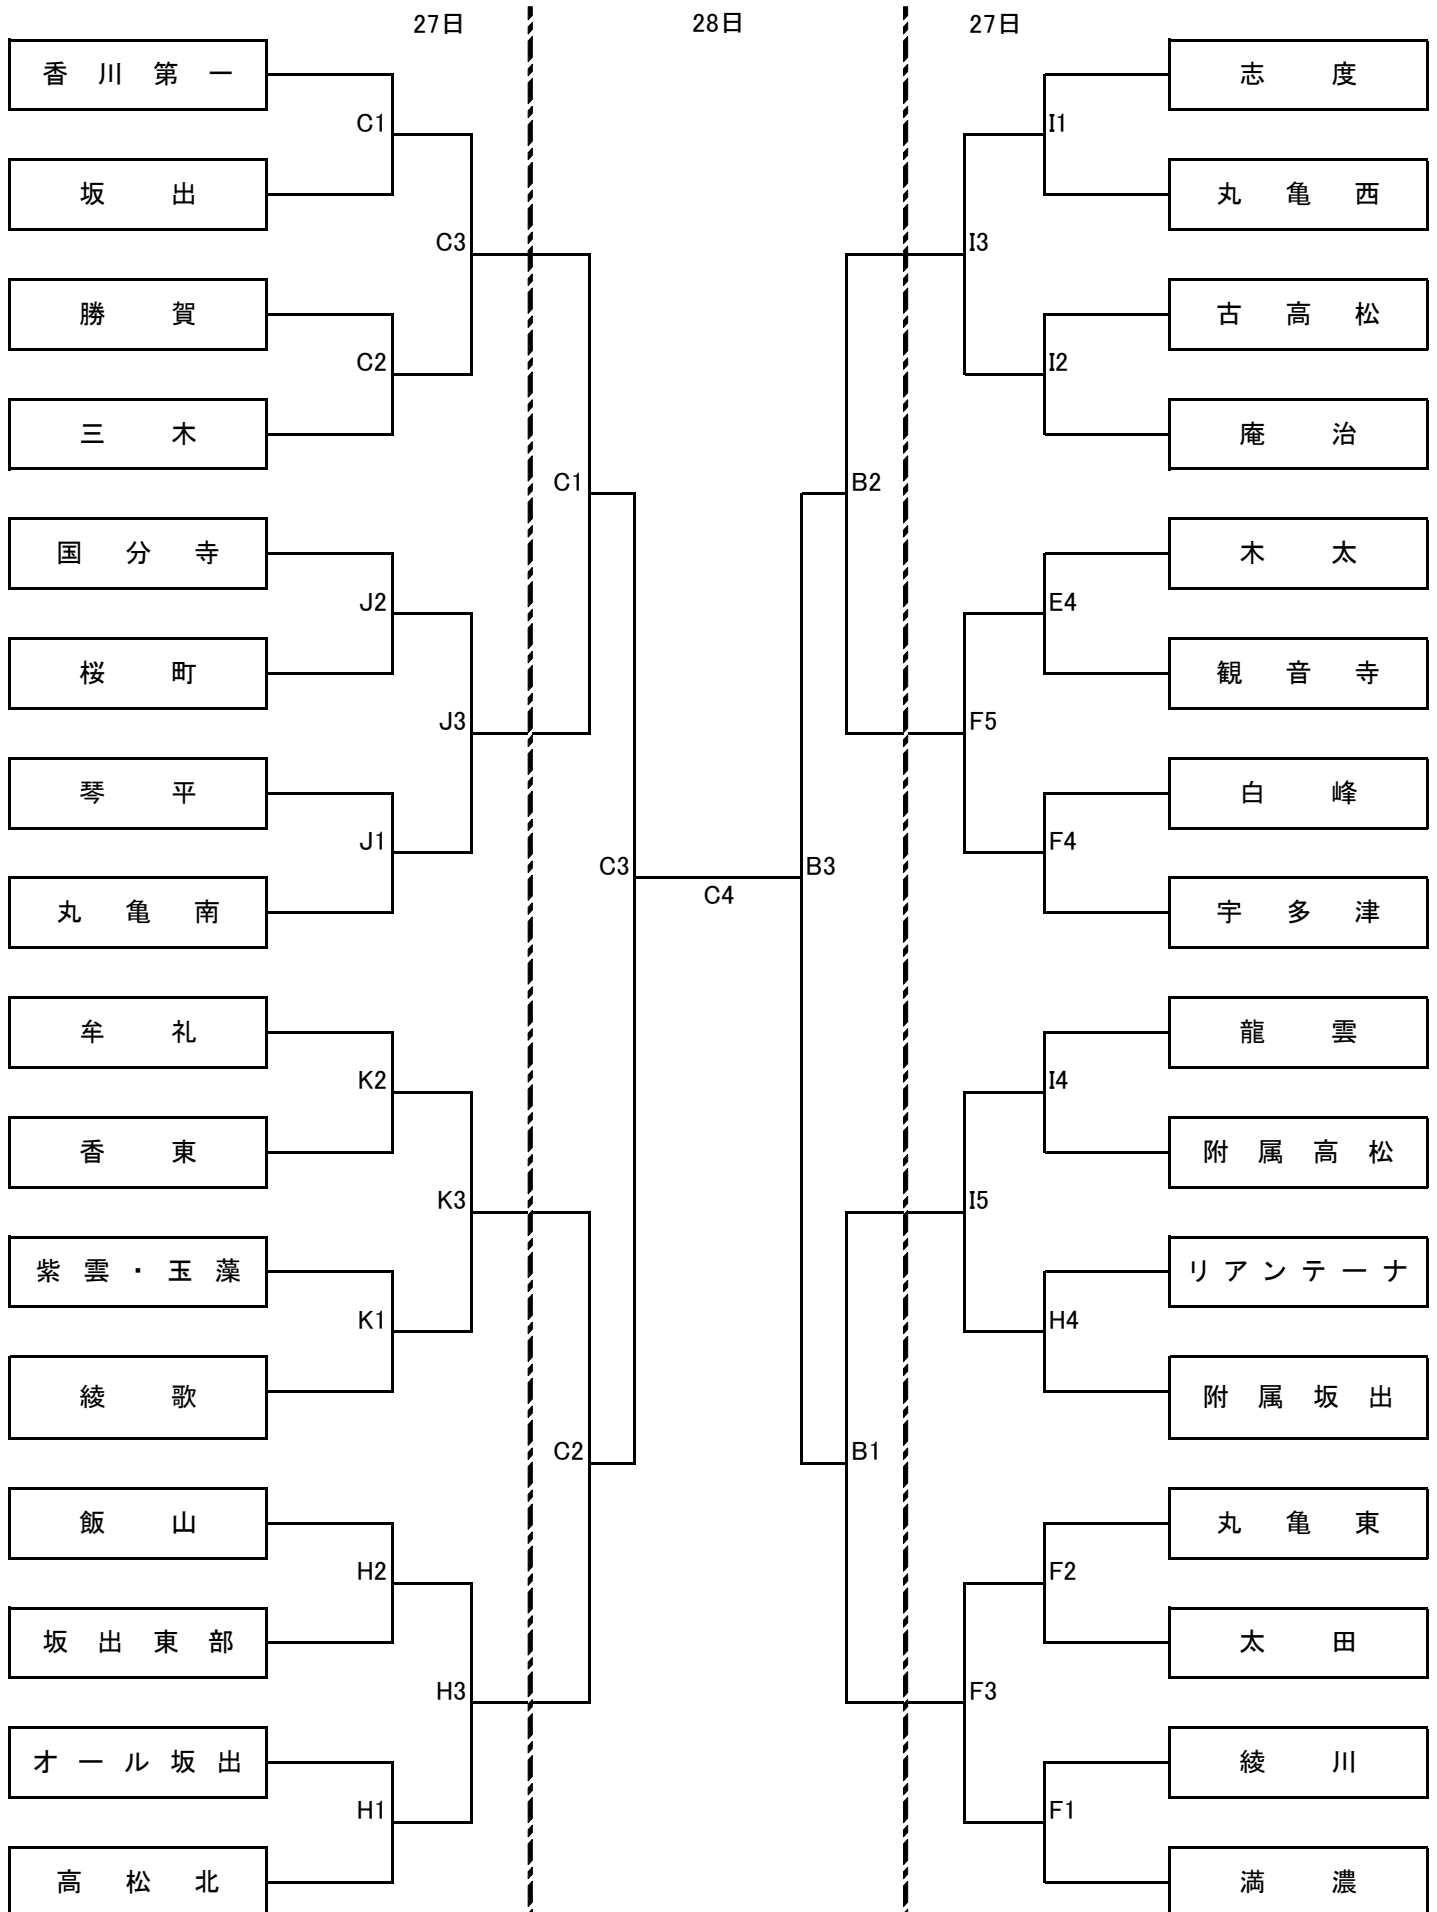 27日 28日 27日
香川第一 志度
C1 I1
坂出 丸亀西
C3 I3
勝賀 古高松
C2 I2
三木 庵治
C1 B2
国分寺 木太
J2 E4
桜町 観音寺
J3 F5
琴平 白峰
J1 F4
C3 B3
C4
丸亀南 宇多津
牟礼 龍雲
K2 I4
香東 附属高松
K3 I5
紫雲・玉藻 リアンテーナ
K1 H4
綾歌 附属坂出
C2 B1
飯山 丸亀東
H2 F2
坂出東部 太田
H3 F3
オール坂出 綾川
H1 F1
高松北 満濃